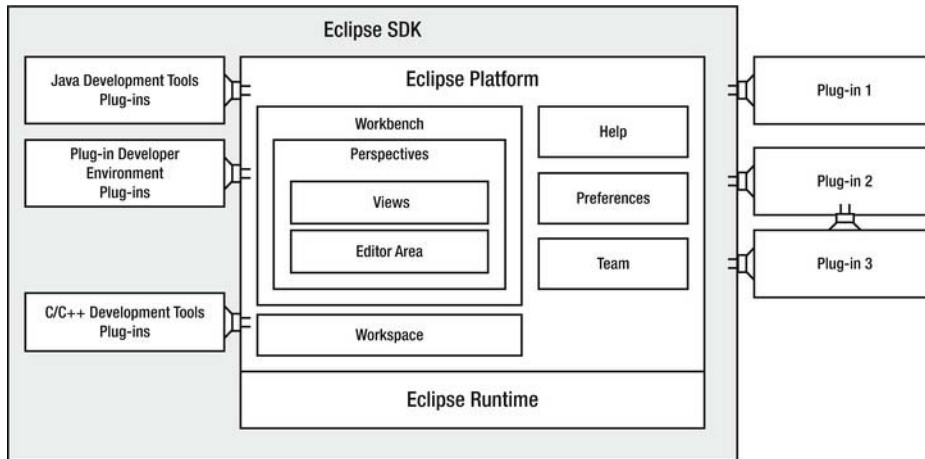 Eclipse SDK
Java Development Tools
Plug-ins
Plug-in Developer
Environment
Plug-ins
C/C++ Development Tools
Plug-ins
Eclipse Platform
Workbench
Perspectives
Views
Editor Area
Workspace
Help
Preferences
Team
Eclipse Runtime
Plug-in 1
Plug-in 2
Plug-in 3